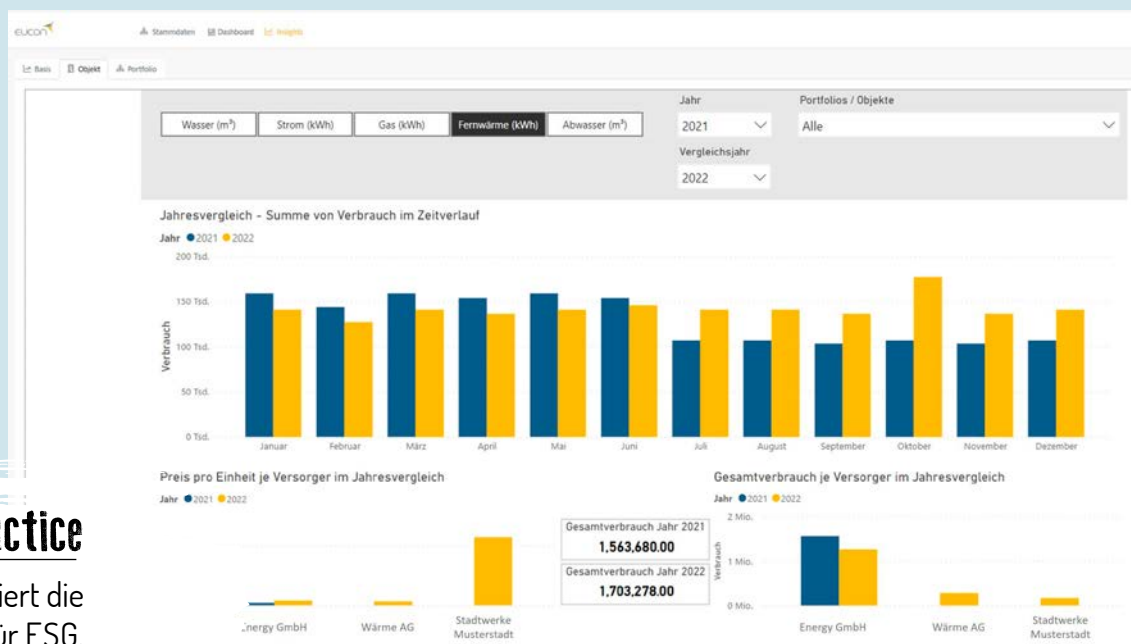 eucon
Stammdaten Dashboard Insights
Basis Objekt Portfolio
Wasser (m³) Strom (kWh) Gas (kWh) Fernwärme (kWh) Abwasser (m³)
Jahr
2021
Portfolios / Objekte
Alle
Vergleichsjahr
2022
Jahresvergleich - Summe von Verbrauch im Zeitverlauf
Jahr 2021 2022
200 Tsd.
150 Tsd.
100 Tsd.
50 Tsd.
0 Tsd.
Verbrauch
Januar Februar März April Mai Juni Juli August September Oktober November Dezember
Preis pro Einheit je Versorger im Jahresvergleich
Jahr 2021 2022
Energy GmbH Wärme AG Stadtwerke
Musterstadt
Gesamtverbrauch Jahr 2021
1,563,680.00
Gesamtverbrauch Jahr 2022
1,703,278.00
Gesamtverbrauch je Versorger im Jahresvergleich
Jahr 2021 2022
2 Mio.
1 Mio.
0 Mio.
Verbrauch
Energy GmbH Wärme AG Stadtwerke
Musterstadt
ctice
iert die
ür ESG